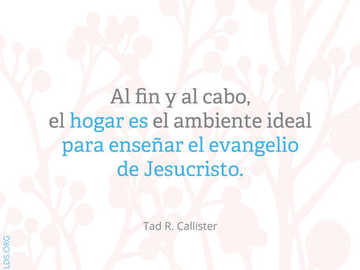 Al fin y al cabo,
el hogar es el ambiente ideal
para enseñar el evangelio
de Jesucristo.
Tad R. Callister
LDS.ORG